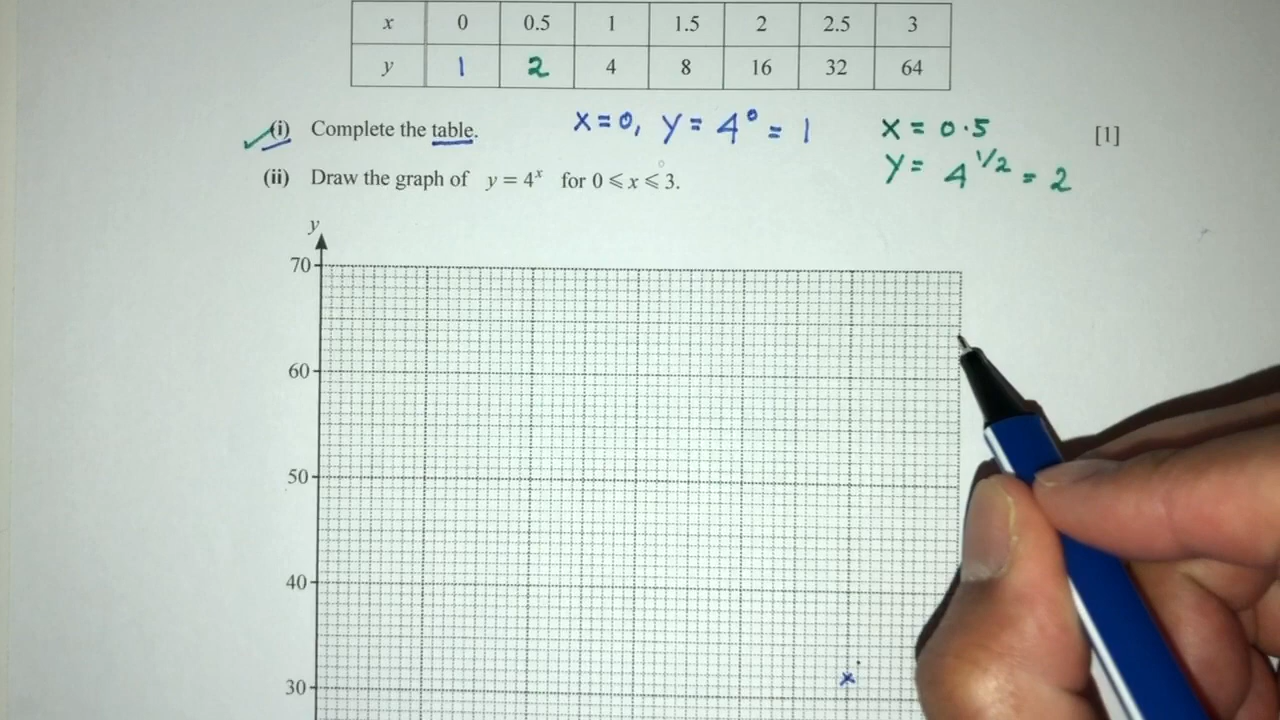 x 0 0.5 1 1.5 2 2.5 3
y 1 2 4 8 16 32 64
(i) Complete the table. x=0, y=4⁰=1 x=0.5 [1]
y=4^1/2=2
(ii) Draw the graph of y=4ˣ for 0⩽x⩽3.
y
70
60
50
40
30